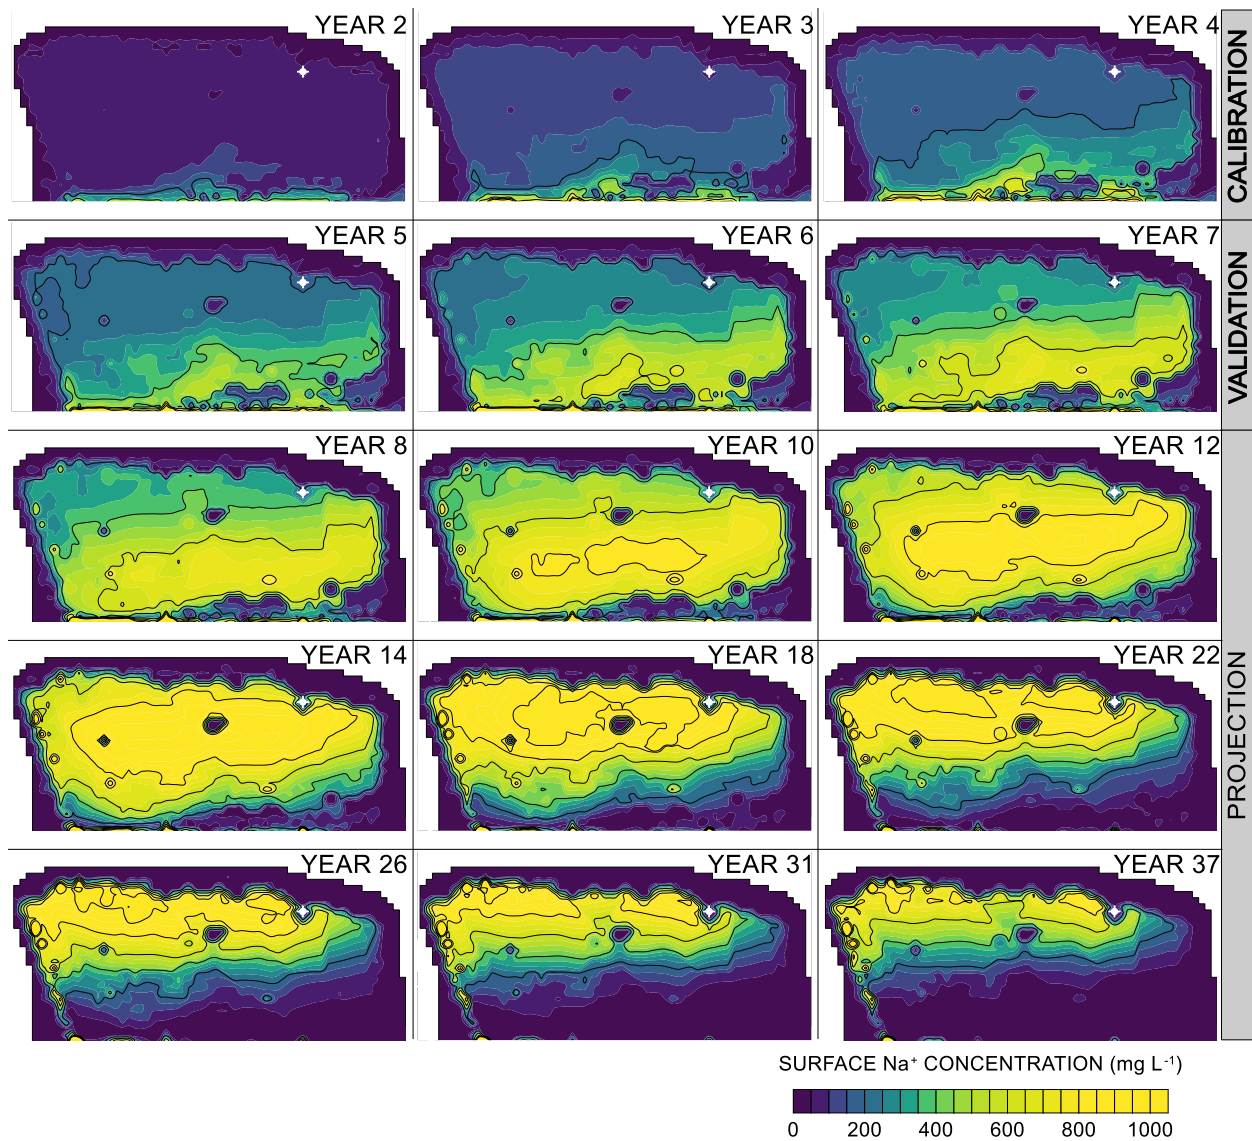 YEAR 2
YEAR 3
YEAR 4
CALIBRATION
YEAR 5
YEAR 6
YEAR 7
VALIDATION
YEAR 8
YEAR 10
YEAR 12
YEAR 14
YEAR 18
YEAR 22
PROJECTION
YEAR 26
YEAR 31
YEAR 37
SURFACE Na⁺ CONCENTRATION (mg L⁻¹)
0 200 400 600 800 1000